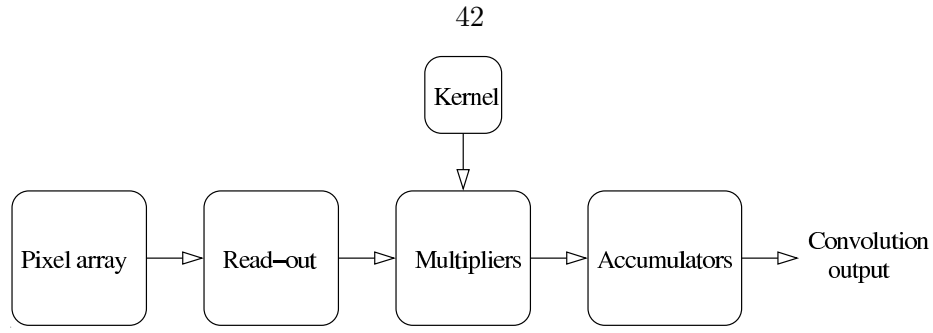 42
Kernel
Pixel array
Read-out
Multipliers
Accumulators
Convolution
output